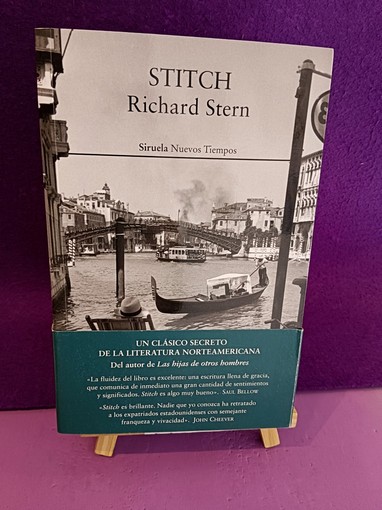 STITCH
Richard Stern
Siruela Nuevos Tiempos
8
UN CLÁSICO SECRETO
DE LA LITERATURA NORTEAMERICANA
Del autor de Las hijas de otros hombres
«La fluidez del libro es excelente: una escritura llena de gracia,
que comunica de inmediato una gran cantidad de sentimientos
y significados. Stitch es algo muy bueno». SAUL BELLOW
«Stitch es brillante. Nadie que yo conozca ha retratado
a los expatriados estadounidenses con semejante
franqueza y vivacidad». JOHN CHEEVER